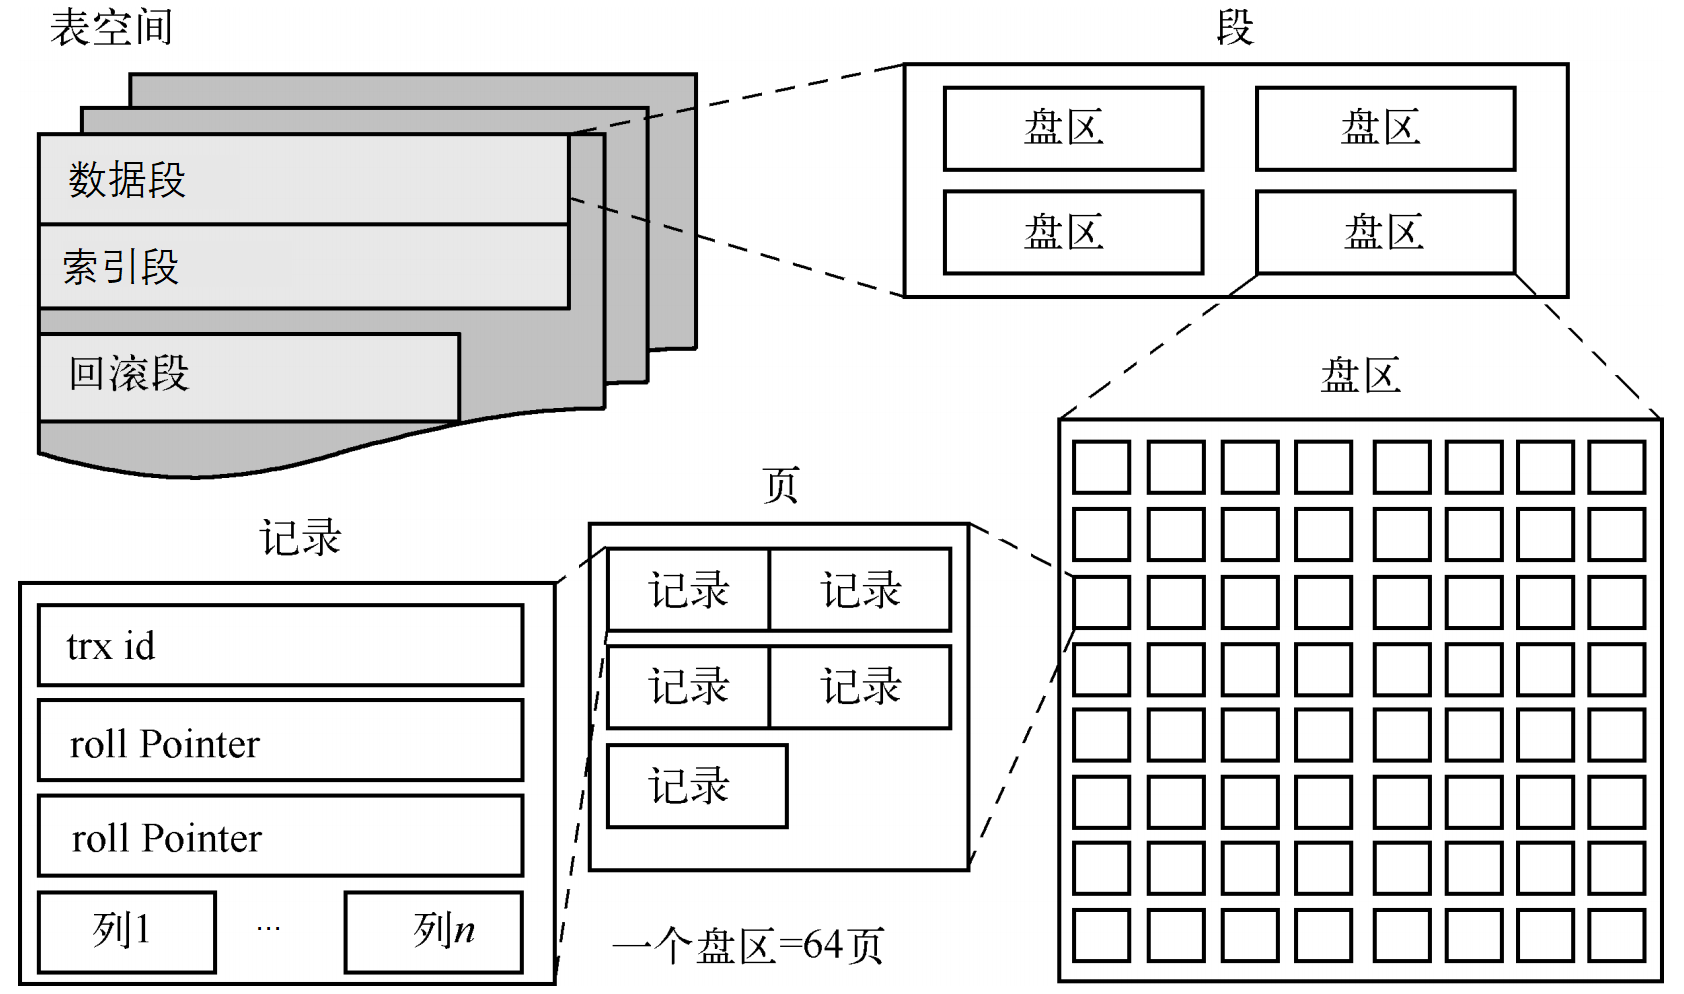 表空间
数据段
索引段
回滚段
段
盘区
盘区
盘区
盘区
盘区
页
记录
记录
记录
记录
记录
一个盘区=64页
记录
trx id
roll Pointer
roll Pointer
列1
···
列n